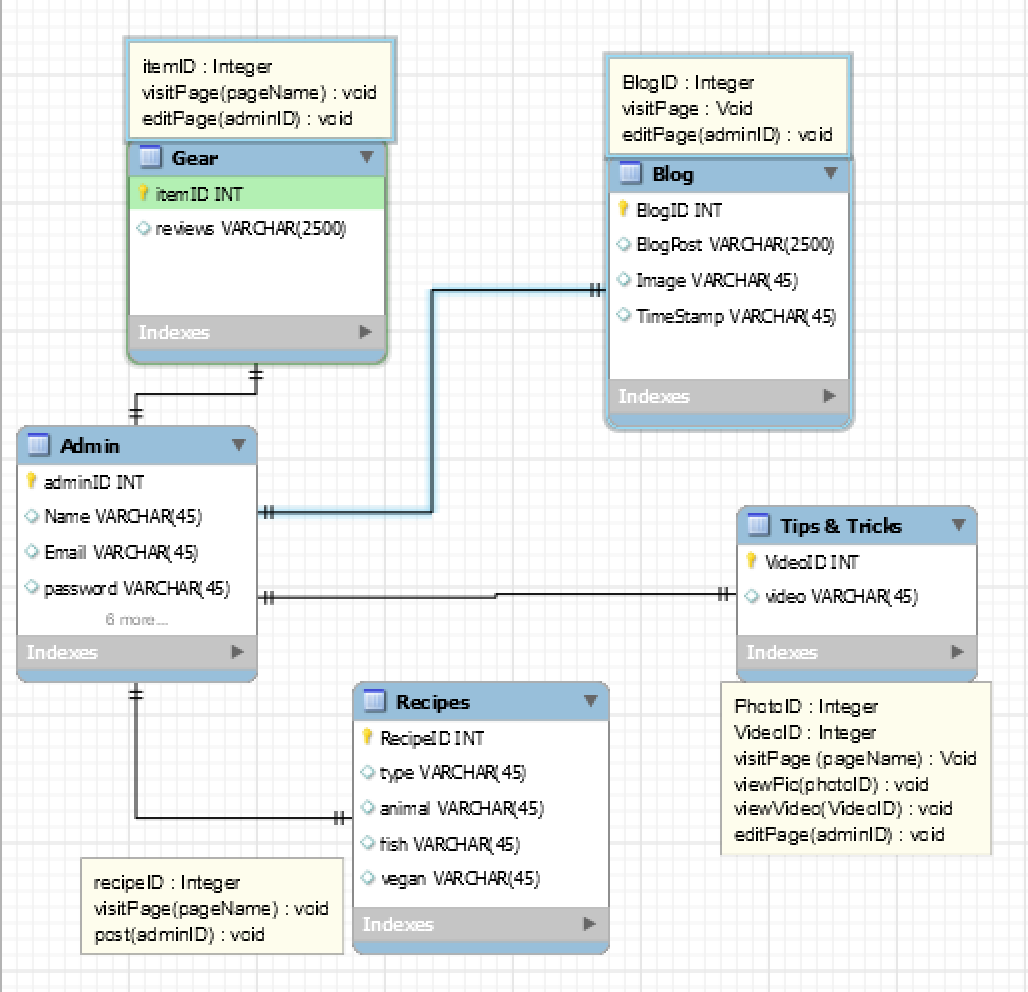 itemID : Integer
visitPage(pageName) : void
editPage(adminID) : void
Gear
itemID INT
reviews VARCHAR(2500)
Indexes
BlogID : Integer
visitPage : Void
editPage(adminID) : void
Blog
BlogID INT
BlogPost VARCHAR(2500)
Image VARCHAR(45)
TimeStamp VARCHAR(45)
Indexes
Admin
adminID INT
Name VARCHAR(45)
Email VARCHAR(45)
password VARCHAR(45)
6 more...
Indexes
Tips & Tricks
VideoID INT
video VARCHAR(45)
Indexes
PhotoID : Integer
VideoID : Integer
visitPage (pageName) : Void
viewPic(photoID) : void
viewVideo(VideoID) : void
editPage(adminID) : void
Recipes
RecipeID INT
type VARCHAR(45)
animal VARCHAR(45)
fish VARCHAR(45)
vegan VARCHAR(45)
Indexes
recipeID : Integer
visitPage(pageName) : void
post(adminID) : void